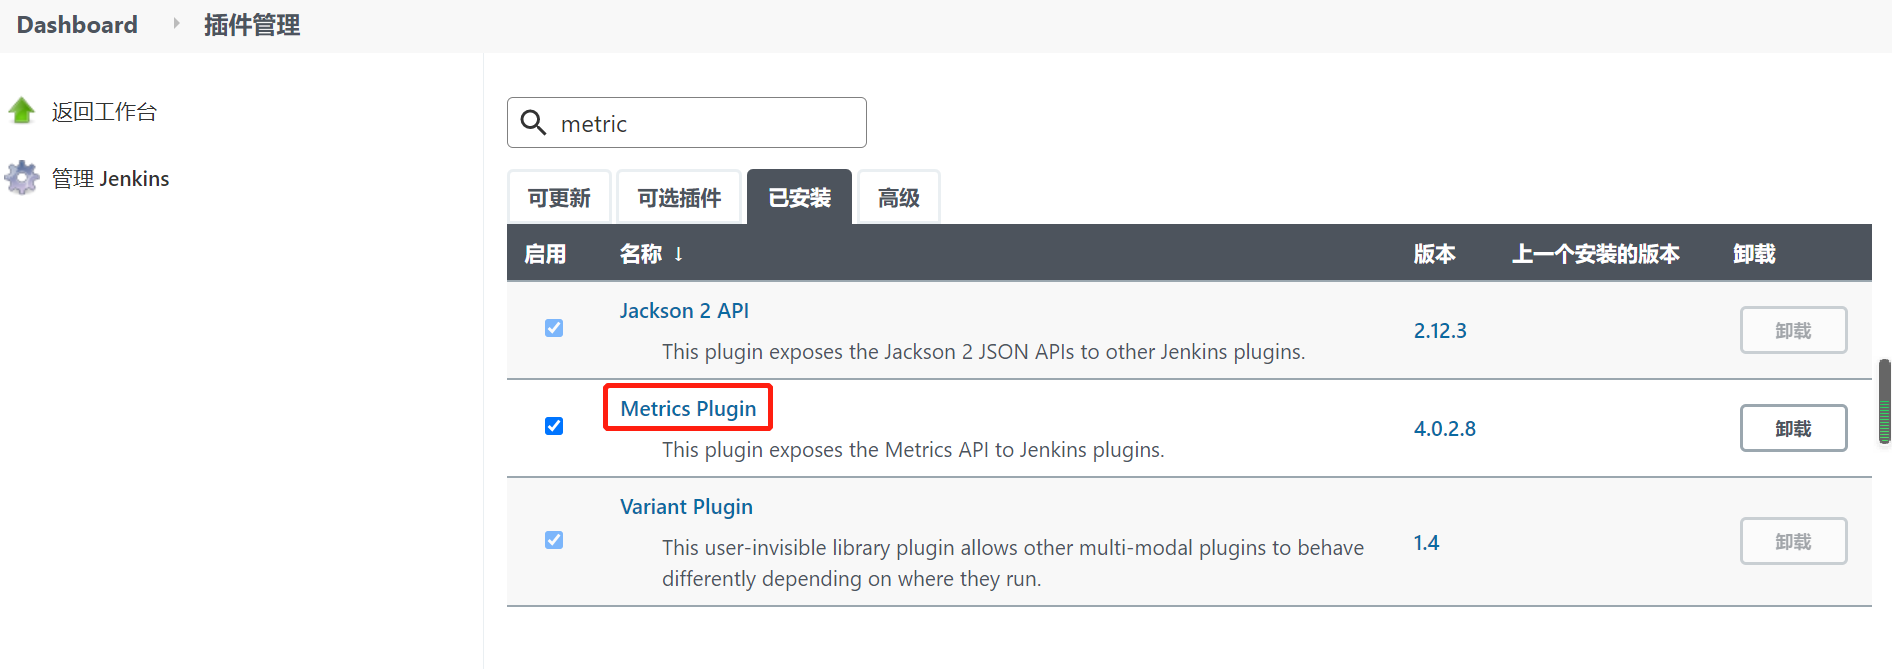 Dashboard 插件管理
返回工作台
管理 Jenkins
metric
可更新 可选插件 已安装 高级
启用 名称 ↓ 版本 上一个安装的版本 卸载
Jackson 2 API
This plugin exposes the Jackson 2 JSON APIs to other Jenkins plugins.
2.12.3
卸载
Metrics Plugin
This plugin exposes the Metrics API to Jenkins plugins.
4.0.2.8
卸载
Variant Plugin
This user-invisible library plugin allows other multi-modal plugins to behave
differently depending on where they run.
1.4
卸载